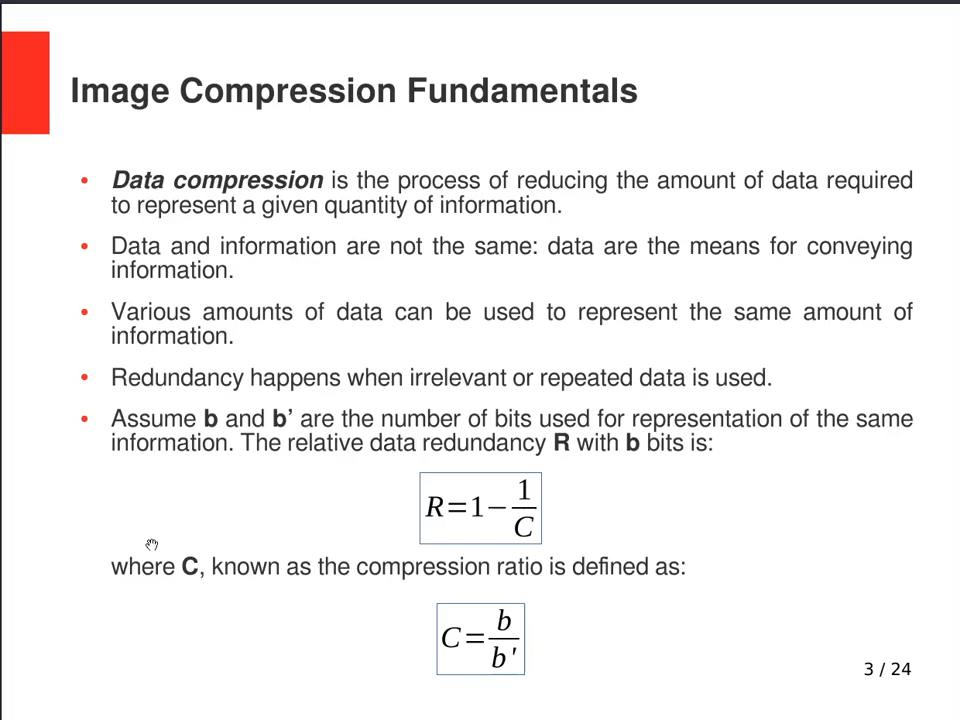 Image Compression Fundamentals
• Data compression is the process of reducing the amount of data required
to represent a given quantity of information.
• Data and information are not the same: data are the means for conveying
information.
• Various amounts of data can be used to represent the same amount of
information.
• Redundancy happens when irrelevant or repeated data is used.
• Assume b and b’ are the number of bits used for representation of the same
information. The relative data redundancy R with b bits is:
R=1−1/C
where C, known as the compression ratio is defined as:
C=b/b'
3 / 24